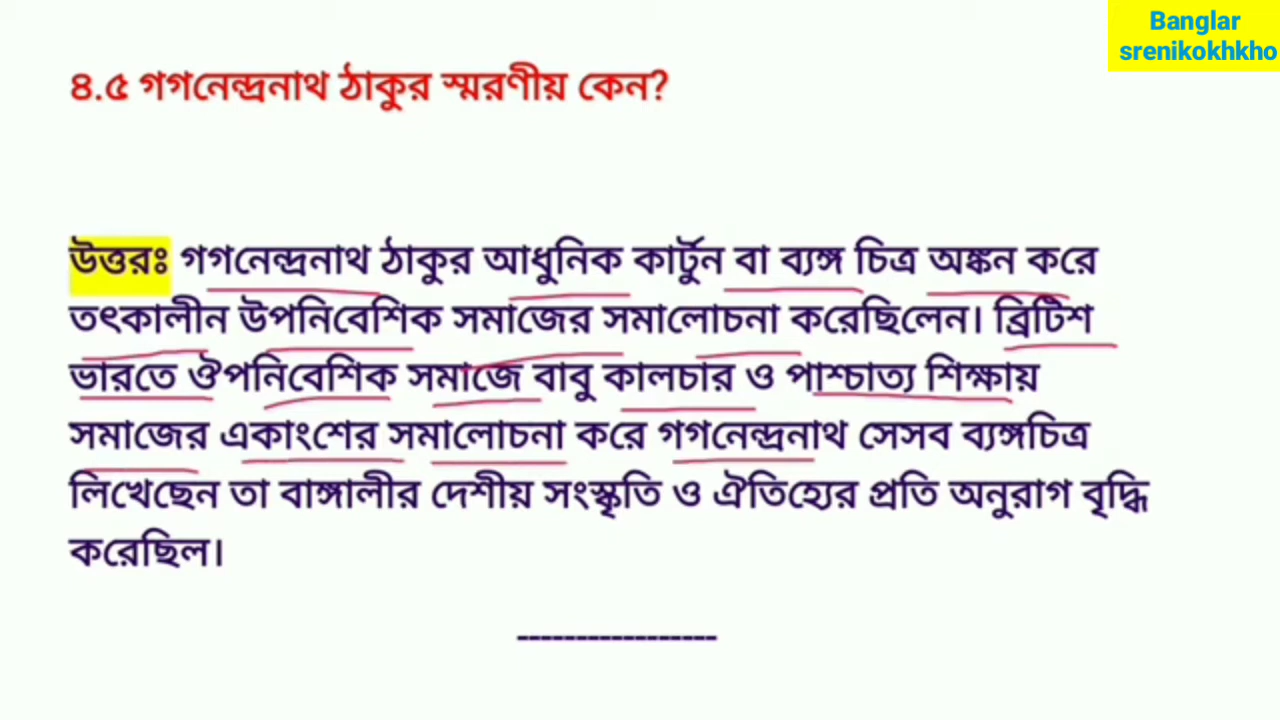 Banglar
srenikokhkho
৪.৫ গগনেন্দ্রনাথ ঠাকুর স্মরণীয় কেন?
উত্তরঃ গগনেন্দ্রনাথ ঠাকুর আধুনিক কার্টুন বা ব্যঙ্গ চিত্র অঙ্কন করে
তৎকালীন উপনিবেশিক সমাজের সমালোচনা করেছিলেন। ব্রিটিশ
ভারতে ঔপনিবেশিক সমাজে বাবু কালচার ও পাশ্চাত্য শিক্ষায়
সমাজের একাংশের সমালোচনা করে গগনেন্দ্রনাথ সেসব ব্যঙ্গচিত্র
লিখেছেন তা বাঙ্গালীর দেশীয় সংস্কৃতি ও ঐতিহ্যের প্রতি অনুরাগ বৃদ্ধি
করেছিল।
-----------------